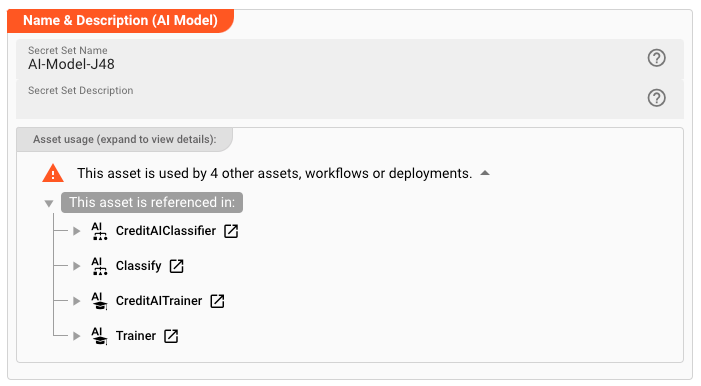 Name & Description (AI Model)
Secret Set Name
AI-Model-J48
Secret Set Description
Asset usage (expand to view details):
This asset is used by 4 other assets, workflows or deployments.
This asset is referenced in:
AI CreditAIClassifier
AI Classify
AI CreditAITrainer
AI Trainer